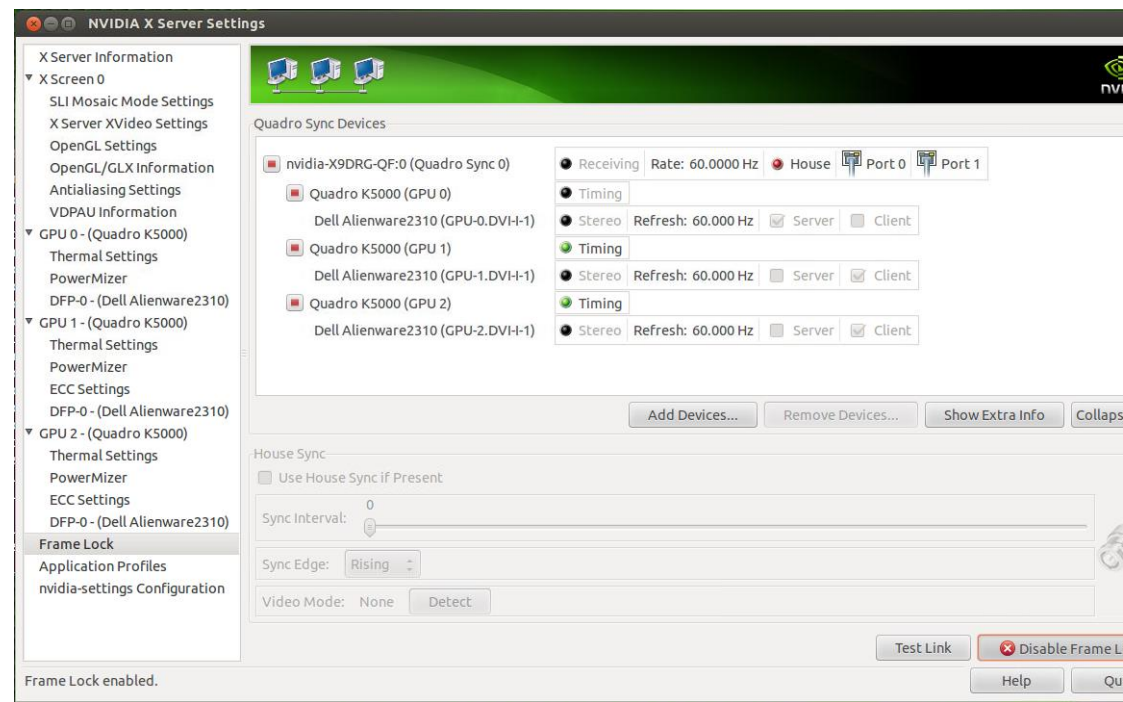 NVIDIA X Server Settings
X Server Information
X Screen 0
SLI Mosaic Mode Settings
X Server XVideo Settings
OpenGL Settings
OpenGL/GLX Information
Antialiasing Settings
VDPAU Information
GPU 0 - (Quadro K5000)
Thermal Settings
PowerMizer
DFP-0 - (Dell Alienware2310)
GPU 1 - (Quadro K5000)
Thermal Settings
PowerMizer
ECC Settings
DFP-0 - (Dell Alienware2310)
GPU 2 - (Quadro K5000)
Thermal Settings
PowerMizer
ECC Settings
DFP-0 - (Dell Alienware2310)
Frame Lock
Application Profiles
nvidia-settings Configuration
Quadro Sync Devices
nvidia-X9DRG-QF:0 (Quadro Sync 0) Receiving Rate: 60.0000 Hz House Port 0 Port 1
Quadro K5000 (GPU 0) Timing
Dell Alienware2310 (GPU-0.DVI-I-1) Stereo Refresh: 60.000 Hz Server Client
Quadro K5000 (GPU 1) Timing
Dell Alienware2310 (GPU-1.DVI-I-1) Stereo Refresh: 60.000 Hz Server Client
Quadro K5000 (GPU 2) Timing
Dell Alienware2310 (GPU-2.DVI-I-1) Stereo Refresh: 60.000 Hz Server Client
Add Devices... Remove Devices... Show Extra Info Collaps
House Sync
Use House Sync if Present
0
Sync Interval:
Sync Edge: Rising
Video Mode: None Detect
Test Link Disable Frame L
Frame Lock enabled. Help Qu